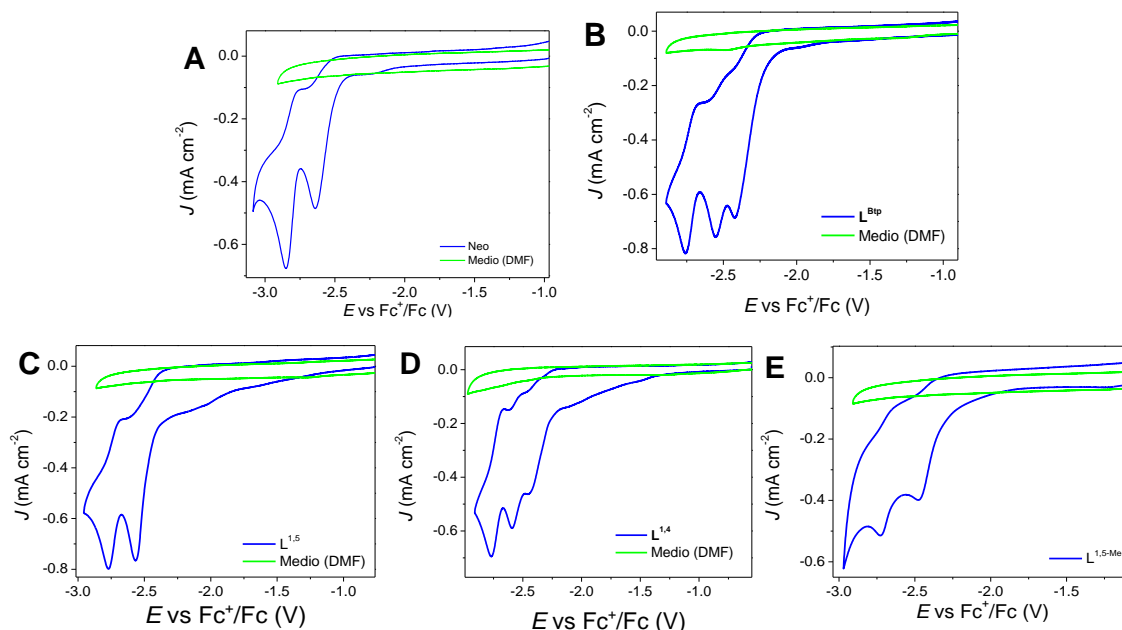 A
0.0
-0.2
-0.4
-0.6
J (mA cm-2)
Neo
Medio (DMF)
-3.0
-2.5
-2.0
-1.5
-1.0
E vs Fc+/Fc (V)
B
0.0
-0.2
-0.4
-0.6
-0.8
J (mA cm-2)
LBtp
Medio (DMF)
-2.5
-2.0
-1.5
-1.0
E vs Fc+/Fc (V)
C
0.0
-0.2
-0.4
-0.6
-0.8
J (mA cm-2)
L1,5
Medio (DMF)
-3.0
-2.5
-2.0
-1.5
-1.0
E vs Fc+/Fc (V)
D
0.0
-0.2
-0.4
-0.6
-0.8
J (mA cm-2)
L1,4
Medio (DMF)
-2.5
-2.0
-1.5
-1.0
E vs Fc+/Fc (V)
E
0.0
-0.2
-0.4
-0.6
J (mA cm-2)
L1,5-Me
-3.0
-2.5
-2.0
-1.5
E vs Fc+/Fc (V)